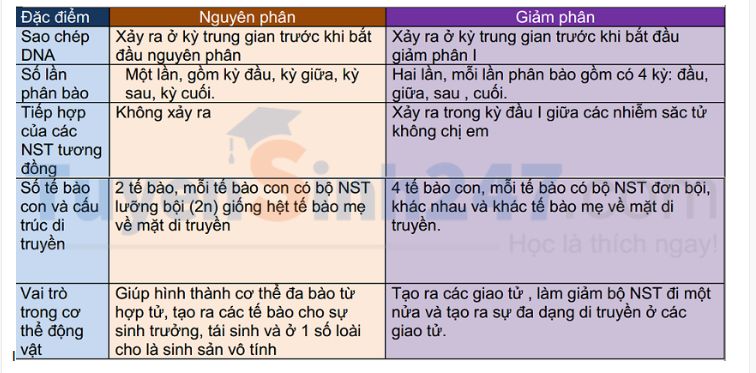 Đặc điểm
Nguyên phân
Giảm phân
Sao chép
DNA
Xảy ra ở kỳ trung gian trước khi bắt
đầu nguyên phân
Xảy ra ở kỳ trung gian trước khi bắt đầu
giảm phân I
Số lần
phân bào
Một lần, gồm kỳ đầu, kỳ giữa, kỳ
sau, kỳ cuối.
Hai lần, mỗi lần phân bào gồm có 4 kỳ: đầu,
giữa, sau , cuối.
Tiếp hợp
của các
NST tương
đồng
Không xảy ra
Xảy ra trong kỳ đầu I giữa các nhiễm săc tử
không chị em
Số tế bào
con và cấu
trúc di
truyền
2 tế bào, mỗi tế bào con có bộ NST
lưỡng bội (2n) giống hệt tế bào mẹ
về mặt di truyền
4 tế bào con, mỗi tế bào có bộ NST đơn bội,
khác nhau và khác tế bào mẹ về mặt di
truyền.
Vai trò
trong cơ
thể động
vật
Giúp hình thành cơ thể đa bào từ
hợp tử, tạo ra các tế bào cho sự
sinh trưởng, tái sinh và ở 1 số loài
cho là sinh sản vô tính
Tạo ra các giao tử , làm giảm bộ NST đi một
nửa và tạo ra sự đa dạng di truyền ở các
giao tử.
TuyenSinh247.com
Học là thích ngay!